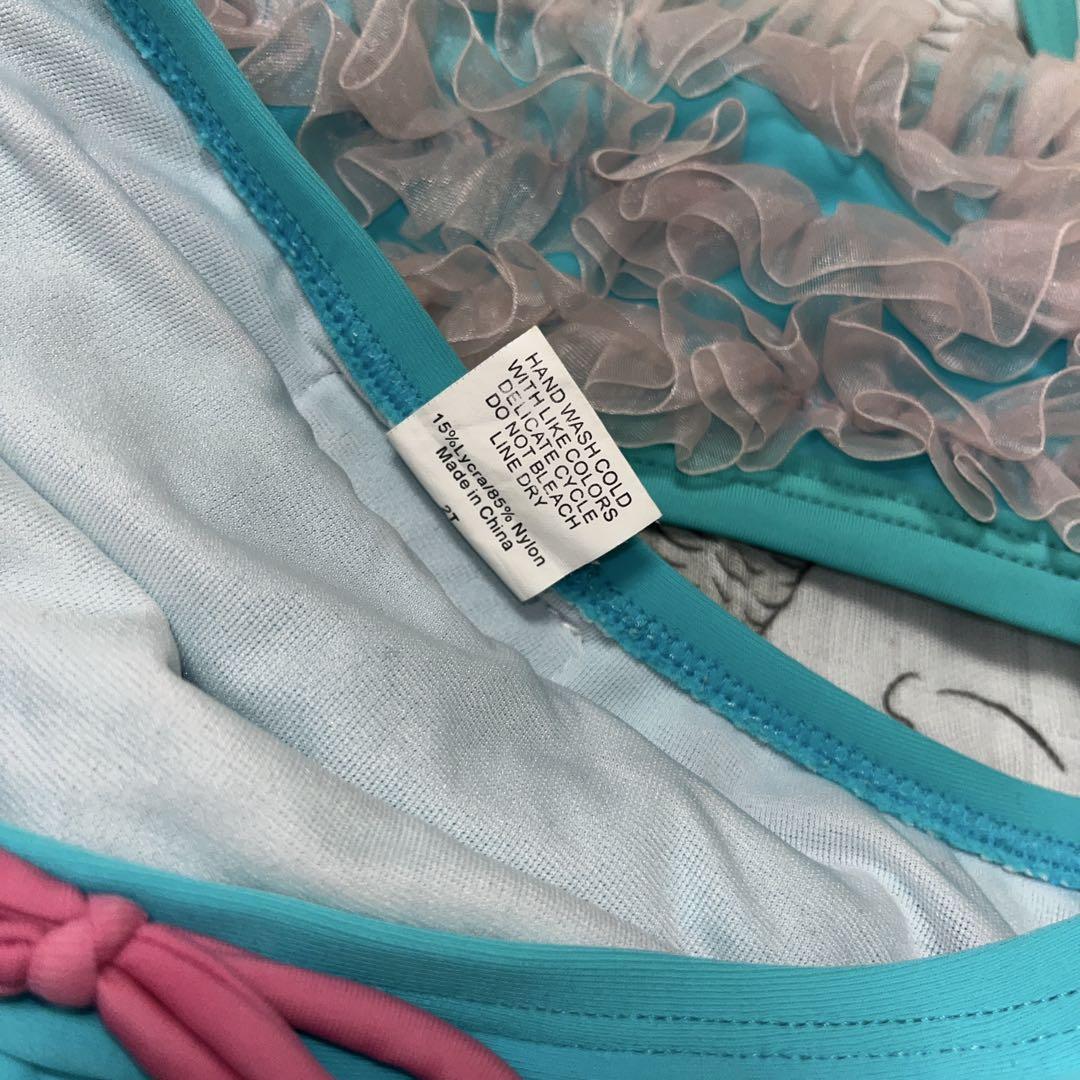 HAND WASH COLD
WITH LIKE COLORS
DELICATE CYCLE
DO NOT BLEACH
LINE DRY
15%Lycra/85% Nylon
Made in China
2T